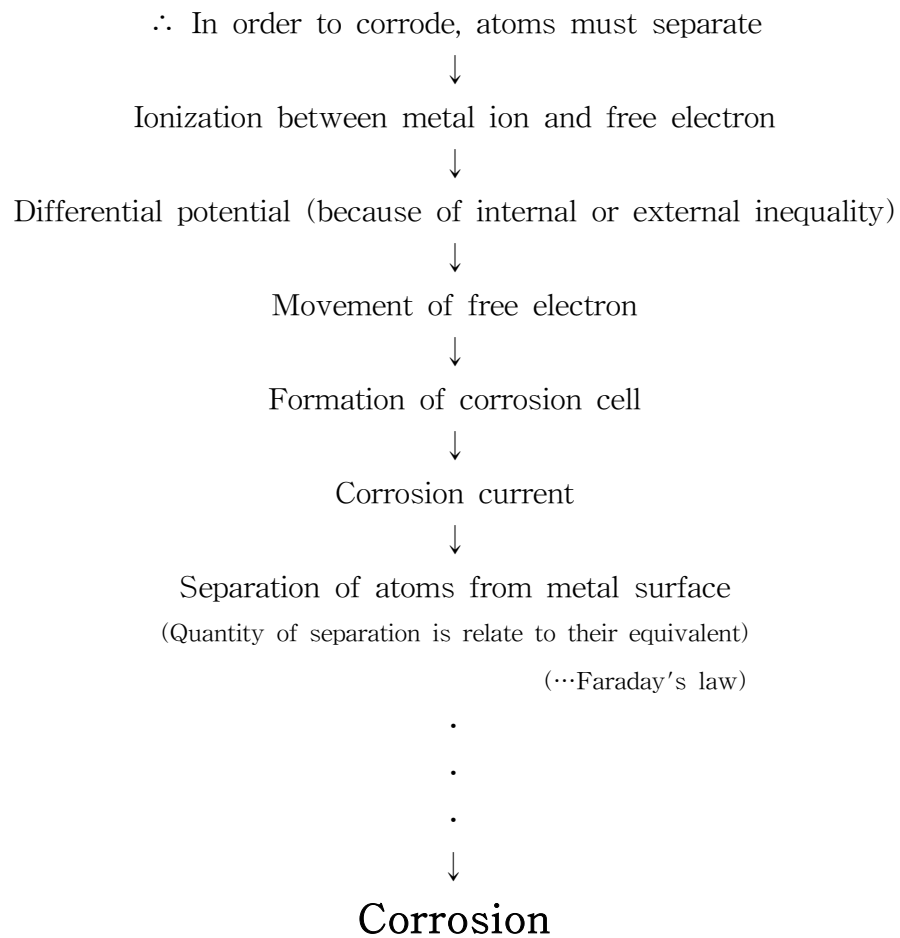 ∴ In order to corrode, atoms must separate
↓
Ionization between metal ion and free electron
↓
Differential potential (because of internal or external inequality)
↓
Movement of free electron
↓
Formation of corrosion cell
↓
Corrosion current
↓
Separation of atoms from metal surface
(Quantity of separation is relate to their equivalent)
(⋯Faraday's law)
.
.
.
↓
Corrosion